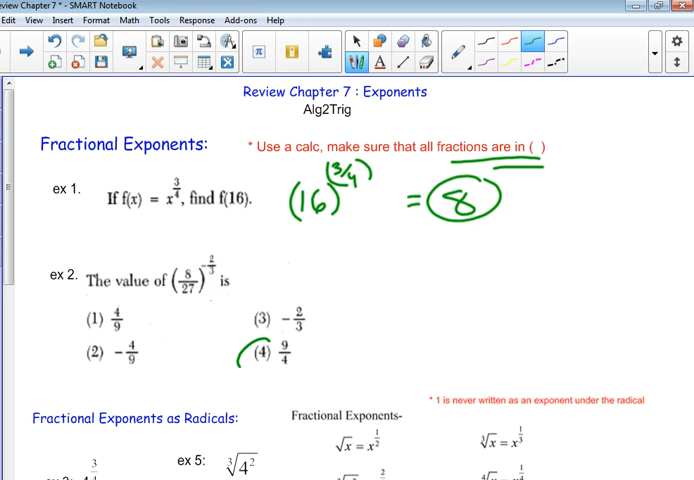 eview Chapter 7 * - SMART Notebook
Edit View Insert Format Math Tools Response Add-ons Help
Review Chapter 7 : Exponents
Alg2Trig
Fractional Exponents: * Use a calc, make sure that all fractions are in ( )
ex 1. If f(x) = x^(3/4), find f(16). (16)^(3/4) = 8
ex 2. The value of (8/27)^(-2/3) is
(1) 4/9 (3) -2/3
(2) -4/9 (4) 9/4
* 1 is never written as an exponent under the radical
Fractional Exponents as Radicals: Fractional Exponents-
√x = x^(1/2) ∛x = x^(1/3)
ex 5: ∛4²